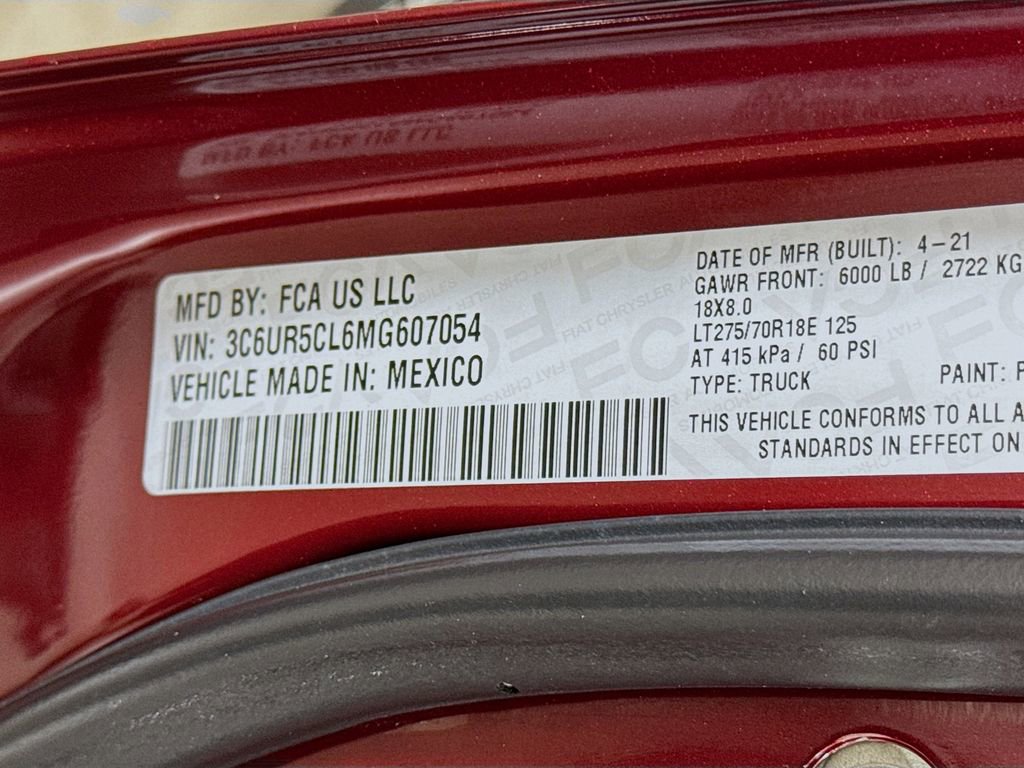 MFD BY: FCA US LLC
VIN: 3C6UR5CL6MG607054
VEHICLE MADE IN: MEXICO
DATE OF MFR (BUILT): 4-21
GAWR FRONT: 6000 LB / 2722 KG
18X8.0
LT275/70R18E 125
AT 415 kPa / 60 PSI
TYPE: TRUCK PAINT:
THIS VEHICLE CONFORMS TO ALL
STANDARDS IN EFFECT ON